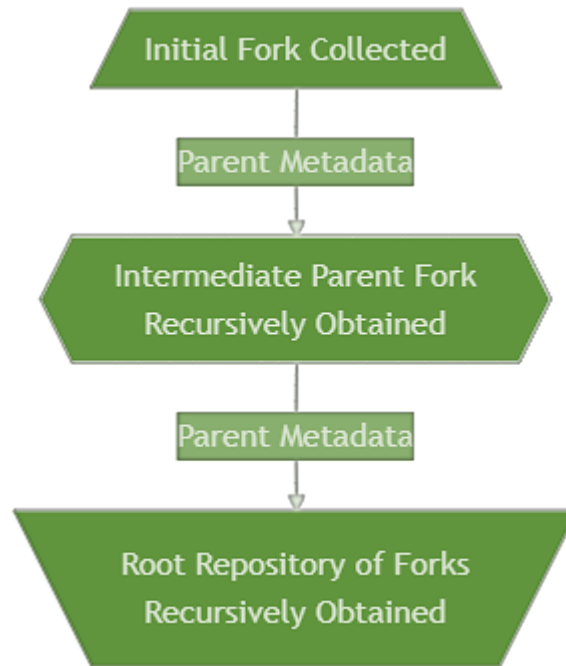 Initial Fork Collected
Parent Metadata
Intermediate Parent Fork
Recursively Obtained
Parent Metadata
Root Repository of Forks
Recursively Obtained